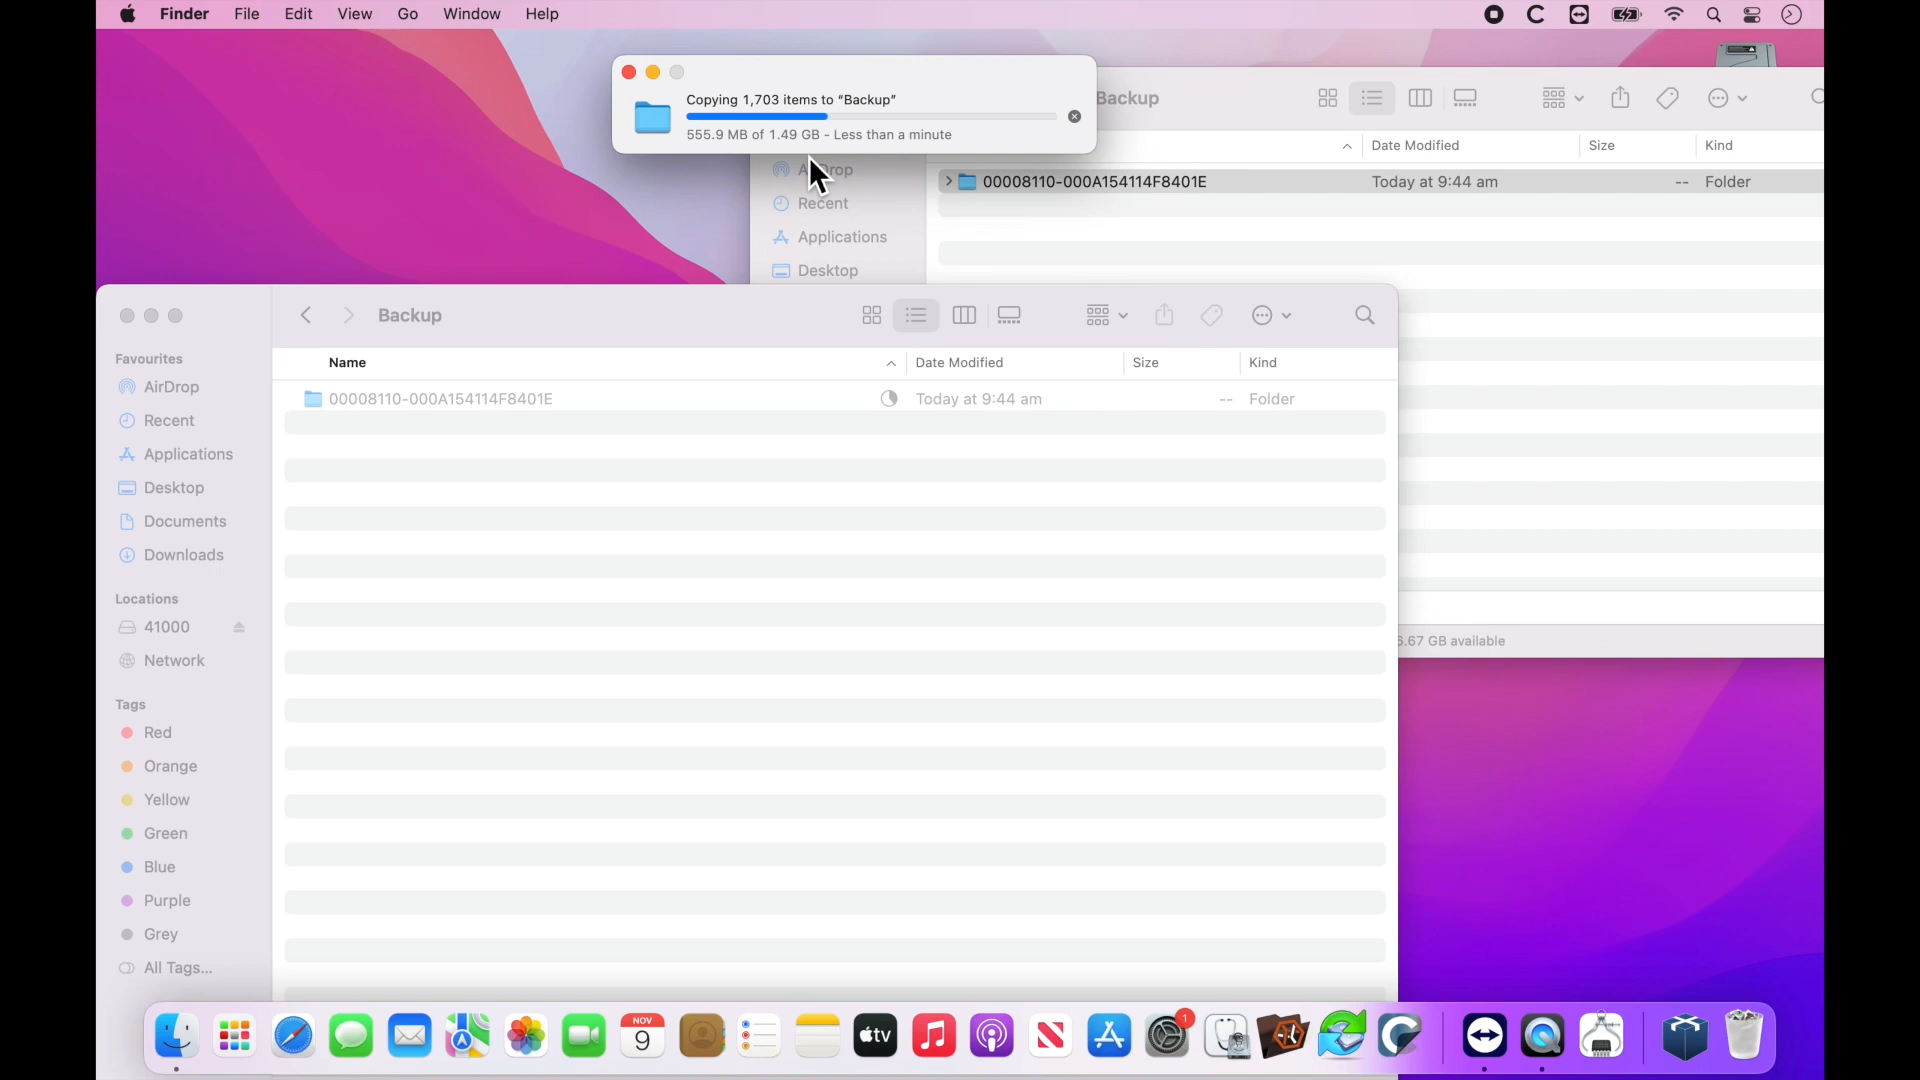 Finder File Edit View Go Window Help
Copying 1,703 items to “Backup”
555.9 MB of 1.49 GB - Less than a minute
Backup
Date Modified Size Kind
00008110-000A154114F8401E Today at 9:44 am -- Folder
AirDrop
Recent
Applications
Desktop
Backup
Name Date Modified Size Kind
00008110-000A154114F8401E Today at 9:44 am -- Folder
Favourites
AirDrop
Recent
Applications
Desktop
Documents
Downloads
Locations
41000
Network
Tags
Red
Orange
Yellow
Green
Blue
Purple
Grey
All Tags...
6.67 GB available
NOV
9
tv
1